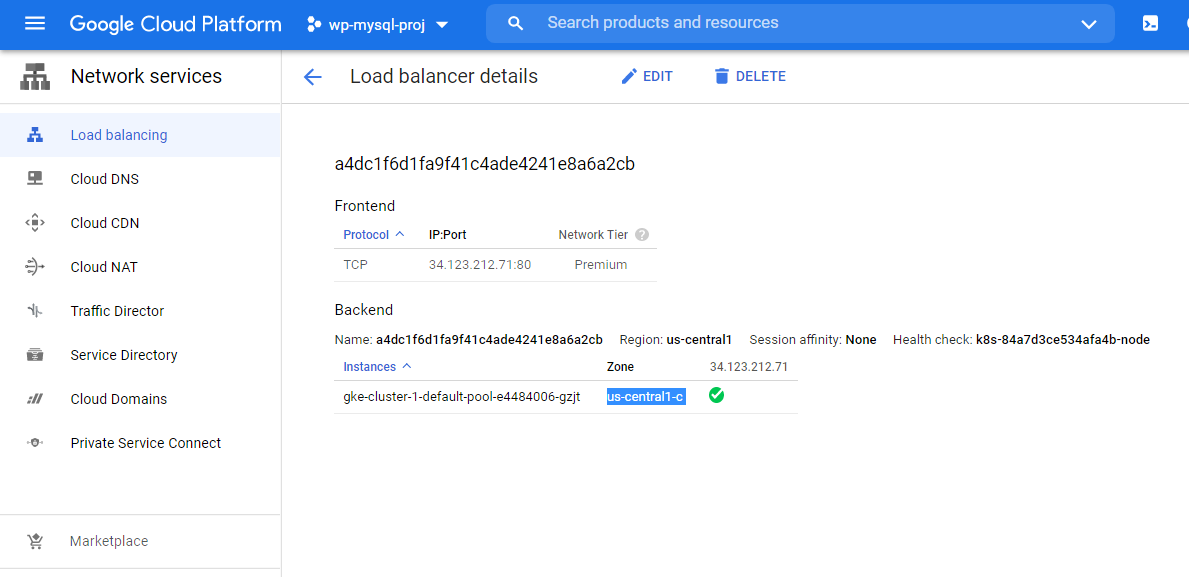 Google Cloud Platform wp-mysql-proj Search products and resources
Network services
Load balancer details EDIT DELETE
Load balancing
Cloud DNS
Cloud CDN
Cloud NAT
Traffic Director
Service Directory
Cloud Domains
Private Service Connect
Marketplace
a4dc1f6d1fa9f41c4ade4241e8a6a2cb
Frontend
Protocol IP:Port Network Tier ?
TCP 34.123.212.71:80 Premium
Backend
Name: a4dc1f6d1fa9f41c4ade4241e8a6a2cb Region: us-central1 Session affinity: None Health check: k8s-84a7d3ce534afa4b-node
Instances Zone 34.123.212.71
gke-cluster-1-default-pool-e4484006-gzjt us-central1-c